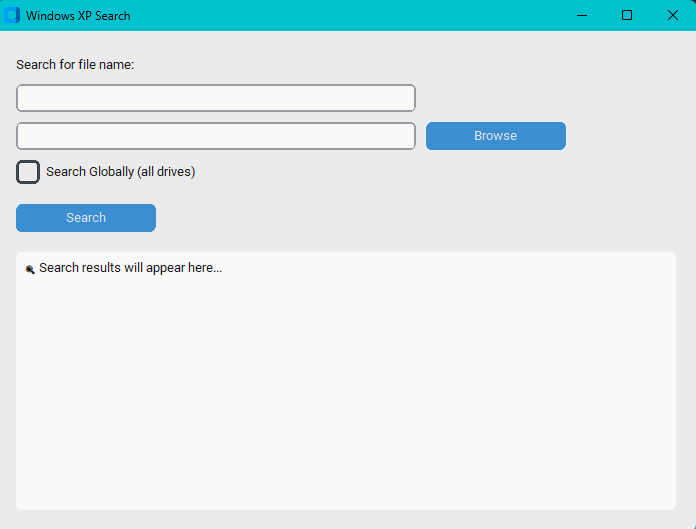 Windows XP Search
Search for file name:
Browse
Search Globally (all drives)
Search
Search results will appear here...